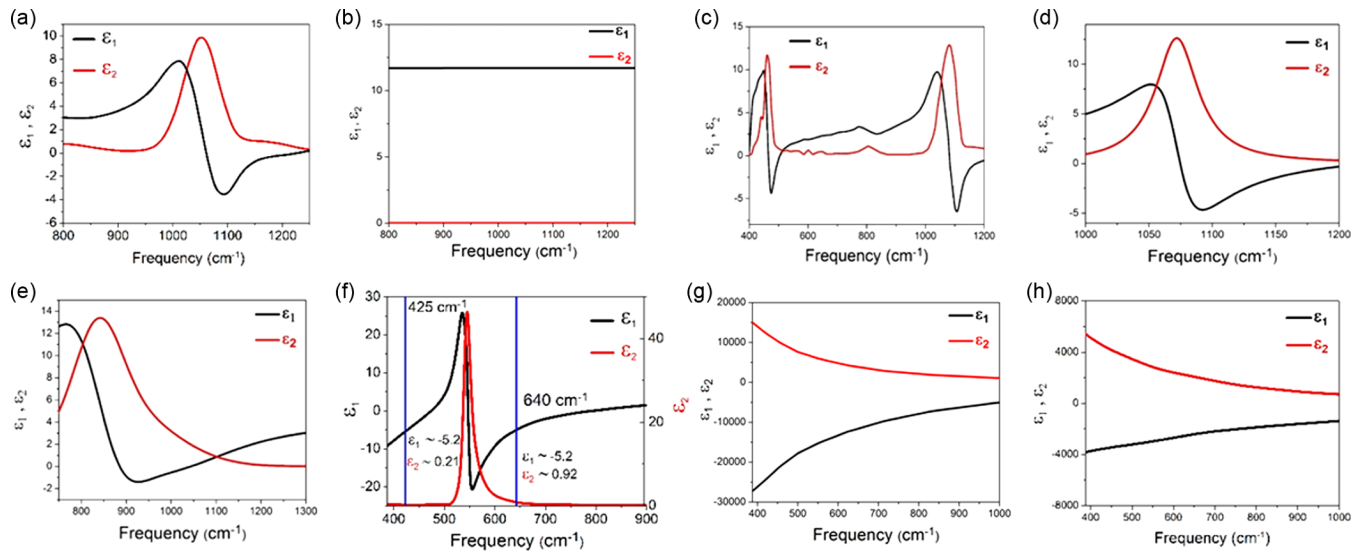 (a)
ε₁
ε₂
ε₁ , ε₂
10
8
6
4
2
0
-2
-4
-6
800 900 1000 1100 1200
Frequency (cm⁻¹)
(b)
ε₁
ε₂
ε₁, ε₂
15
12
9
6
3
0
800 900 1000 1100 1200
Frequency (cm⁻¹)
(c)
ε₁
ε₂
ε₁, ε₂
15
10
5
0
-5
400 600 800 1000 1200
Frequency (cm⁻¹)
(d)
ε₁
ε₂
ε₁ , ε₂
10
5
0
-5
1000 1050 1100 1150 1200
Frequency (cm⁻¹)
(e)
ε₁
ε₂
ε₁, ε₂
14
12
10
8
6
4
2
0
-2
800 900 1000 1100 1200 1300
Frequency (cm⁻¹)
(f)
425 cm⁻¹
ε₁
ε₂
640 cm⁻¹
ε₁ ~ -5.2
ε₂ ~ 0.21
ε₁ ~ -5.2
ε₂ ~ 0.92
ε₁
30
20
10
0
-10
-20
ε₂
40
20
0
400 500 600 700 800 900
Frequency (cm⁻¹)
(g)
ε₁
ε₂
ε₁, ε₂
20000
10000
0
-10000
-20000
-30000
400 600 800 1000
Frequency (cm⁻¹)
(h)
ε₁
ε₂
ε₁, ε₂
8000
4000
0
-4000
-8000
400 500 600 700 800 900 1000
Frequency (cm⁻¹)